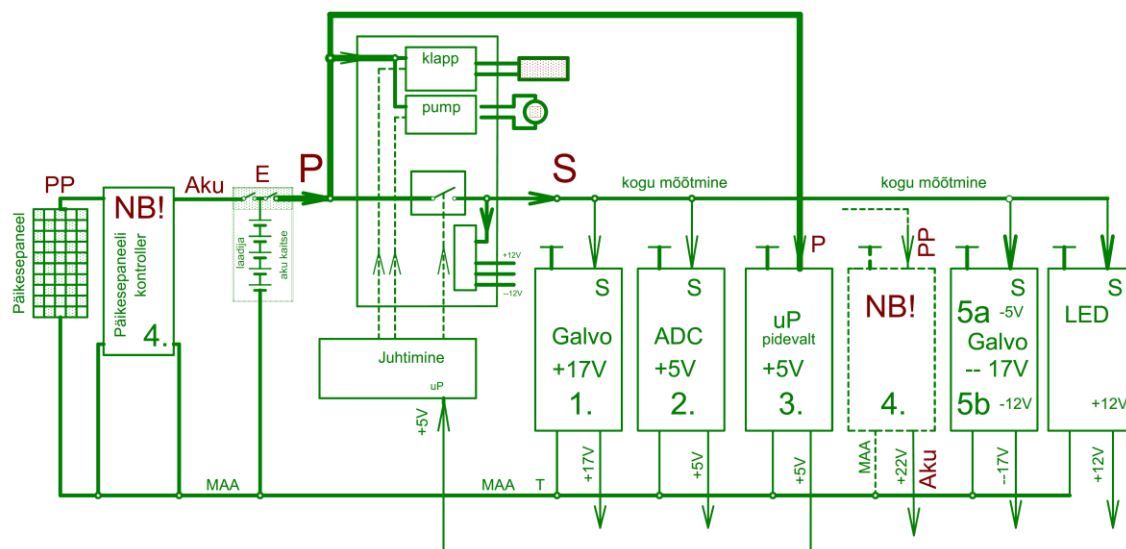 klapp
pump
PP
Aku
E
P
S
kogu mõõtmine
kogu mõõtmine
NB!
Päikesepaneel
Päikesepaneeli
kontroller
4.
laadija
aku kaitse
+12V
--12V
P
PP
S
Galvo
+17V
1.
S
ADC
+5V
2.
uP
pidevalt
+5V
3.
NB!
4.
S
5a -5V
Galvo
-- 17V
5b -12V
S
LED
+12V
Juhtimine
uP
+5V
MAA
MAA
T
+17V
+5V
+5V
MAA
+22V
Aku
--17V
+12V